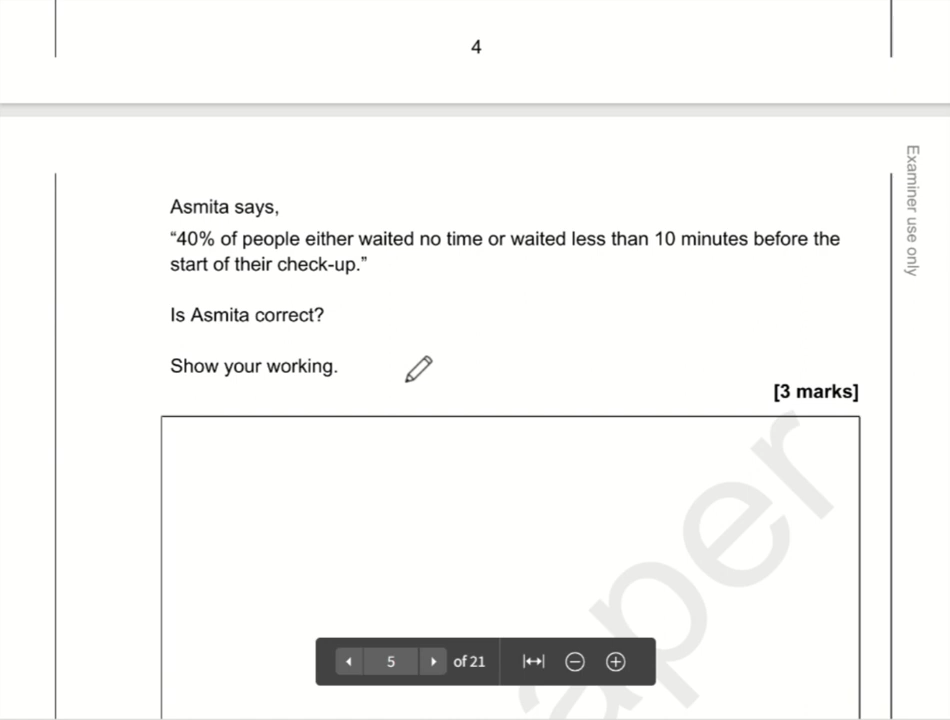 4
Examiner use only
Asmita says,
“40% of people either waited no time or waited less than 10 minutes before the
start of their check-up.”
Is Asmita correct?
Show your working.
[3 marks]
aper
5 of 21